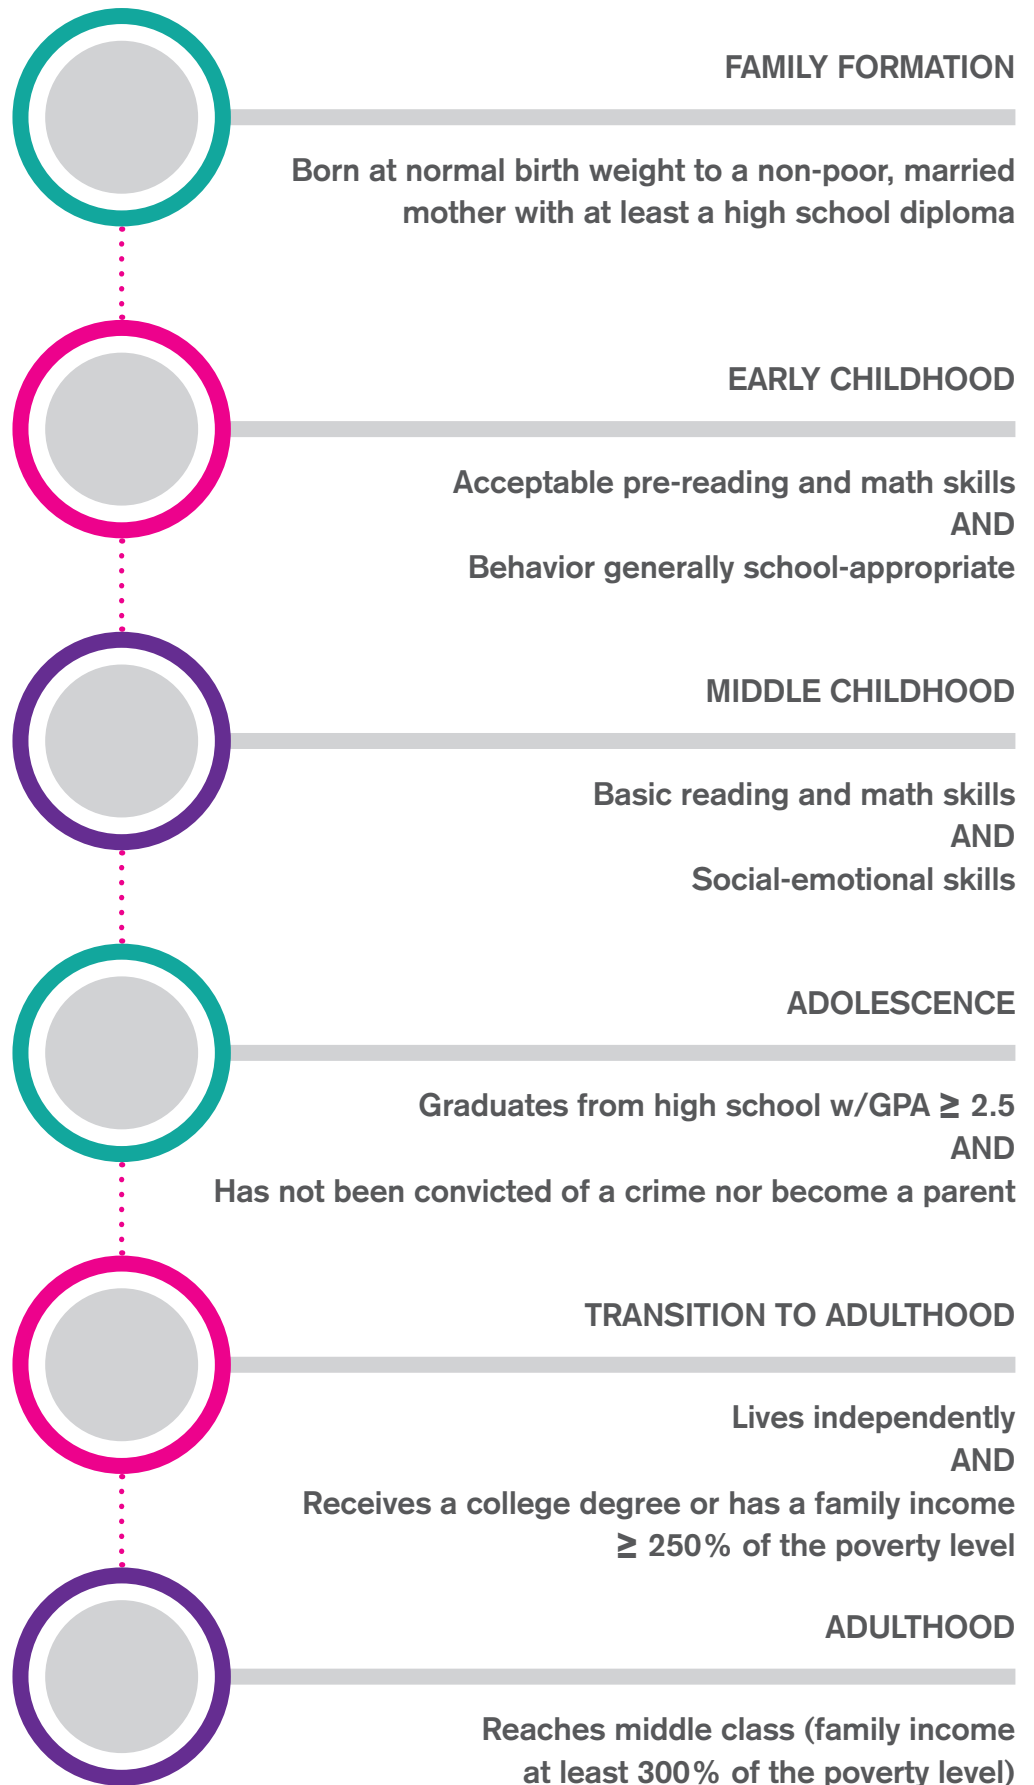 FAMILY FORMATION
Born at normal birth weight to a non-poor, married
mother with at least a high school diploma
EARLY CHILDHOOD
Acceptable pre-reading and math skills
AND
Behavior generally school-appropriate
MIDDLE CHILDHOOD
Basic reading and math skills
AND
Social-emotional skills
ADOLESCENCE
Graduates from high school w/GPA ≥ 2.5
AND
Has not been convicted of a crime nor become a parent
TRANSITION TO ADULTHOOD
Lives independently
AND
Receives a college degree or has a family income
≥ 250% of the poverty level
ADULTHOOD
Reaches middle class (family income
at least 300% of the poverty level)